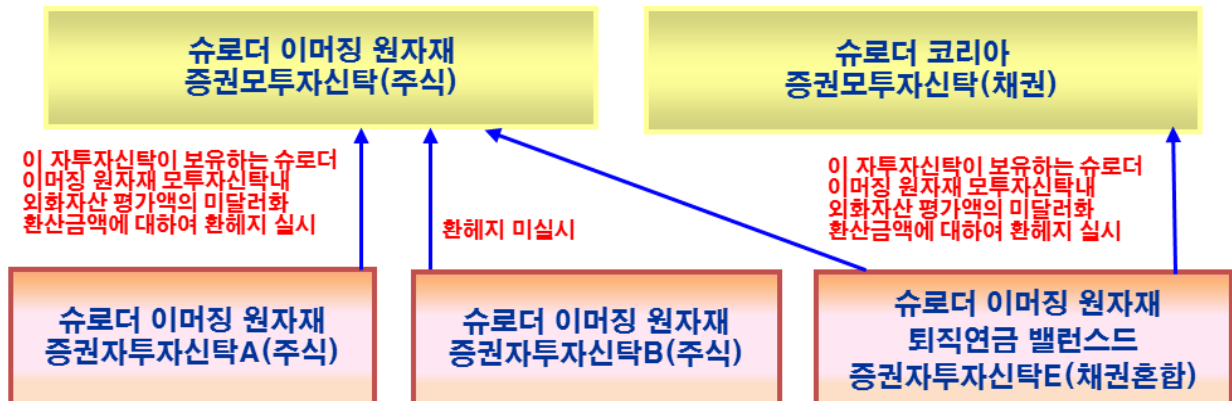 슈로더 이머징 원자재
증권모투자신탁(주식)
슈로더 코리아
증권모투자신탁(채권)
이 자투자신탁이 보유하는 슈로더
이머징 원자재 모투자신탁내
외화자산 평가액의 미달러화
환산금액에 대하여 환헤지 실시
환헤지 미실시
이 자투자신탁이 보유하는 슈로더
이머징 원자재 모투자신탁내
외화자산 평가액의 미달러화
환산금액에 대하여 환헤지 실시
슈로더 이머징 원자재
증권자투자신탁A(주식)
슈로더 이머징 원자재
증권자투자신탁B(주식)
슈로더 이머징 원자재
퇴직연금 밸런스드
증권자투자신탁E(채권혼합)